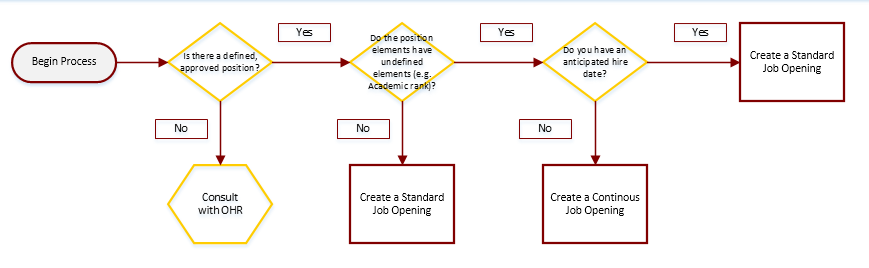 Begin Process
Is there a defined,
approved position?
Yes
No
Consult
with OHR
Do the position
elements have
undefined
elements (e.g.
Academic rank)?
Yes
No
Create a Standard
Job Opening
Do you have an
anticipated hire
date?
Yes
No
Create a Continous
Job Opening
Create a Standard
Job Opening